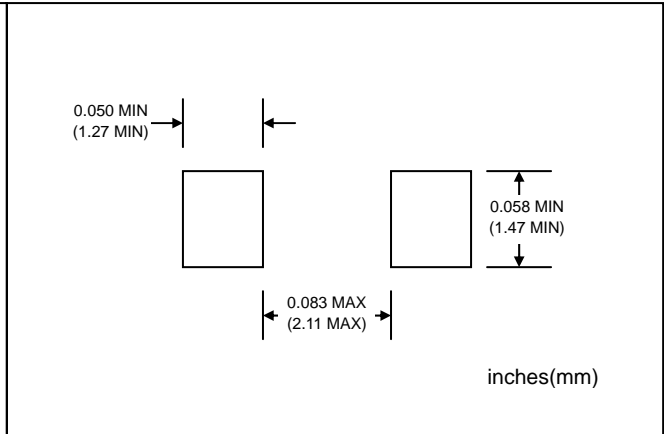 0.050 MIN
(1.27 MIN)
0.058 MIN
(1.47 MIN)
0.083 MAX
(2.11 MAX)
inches(mm)